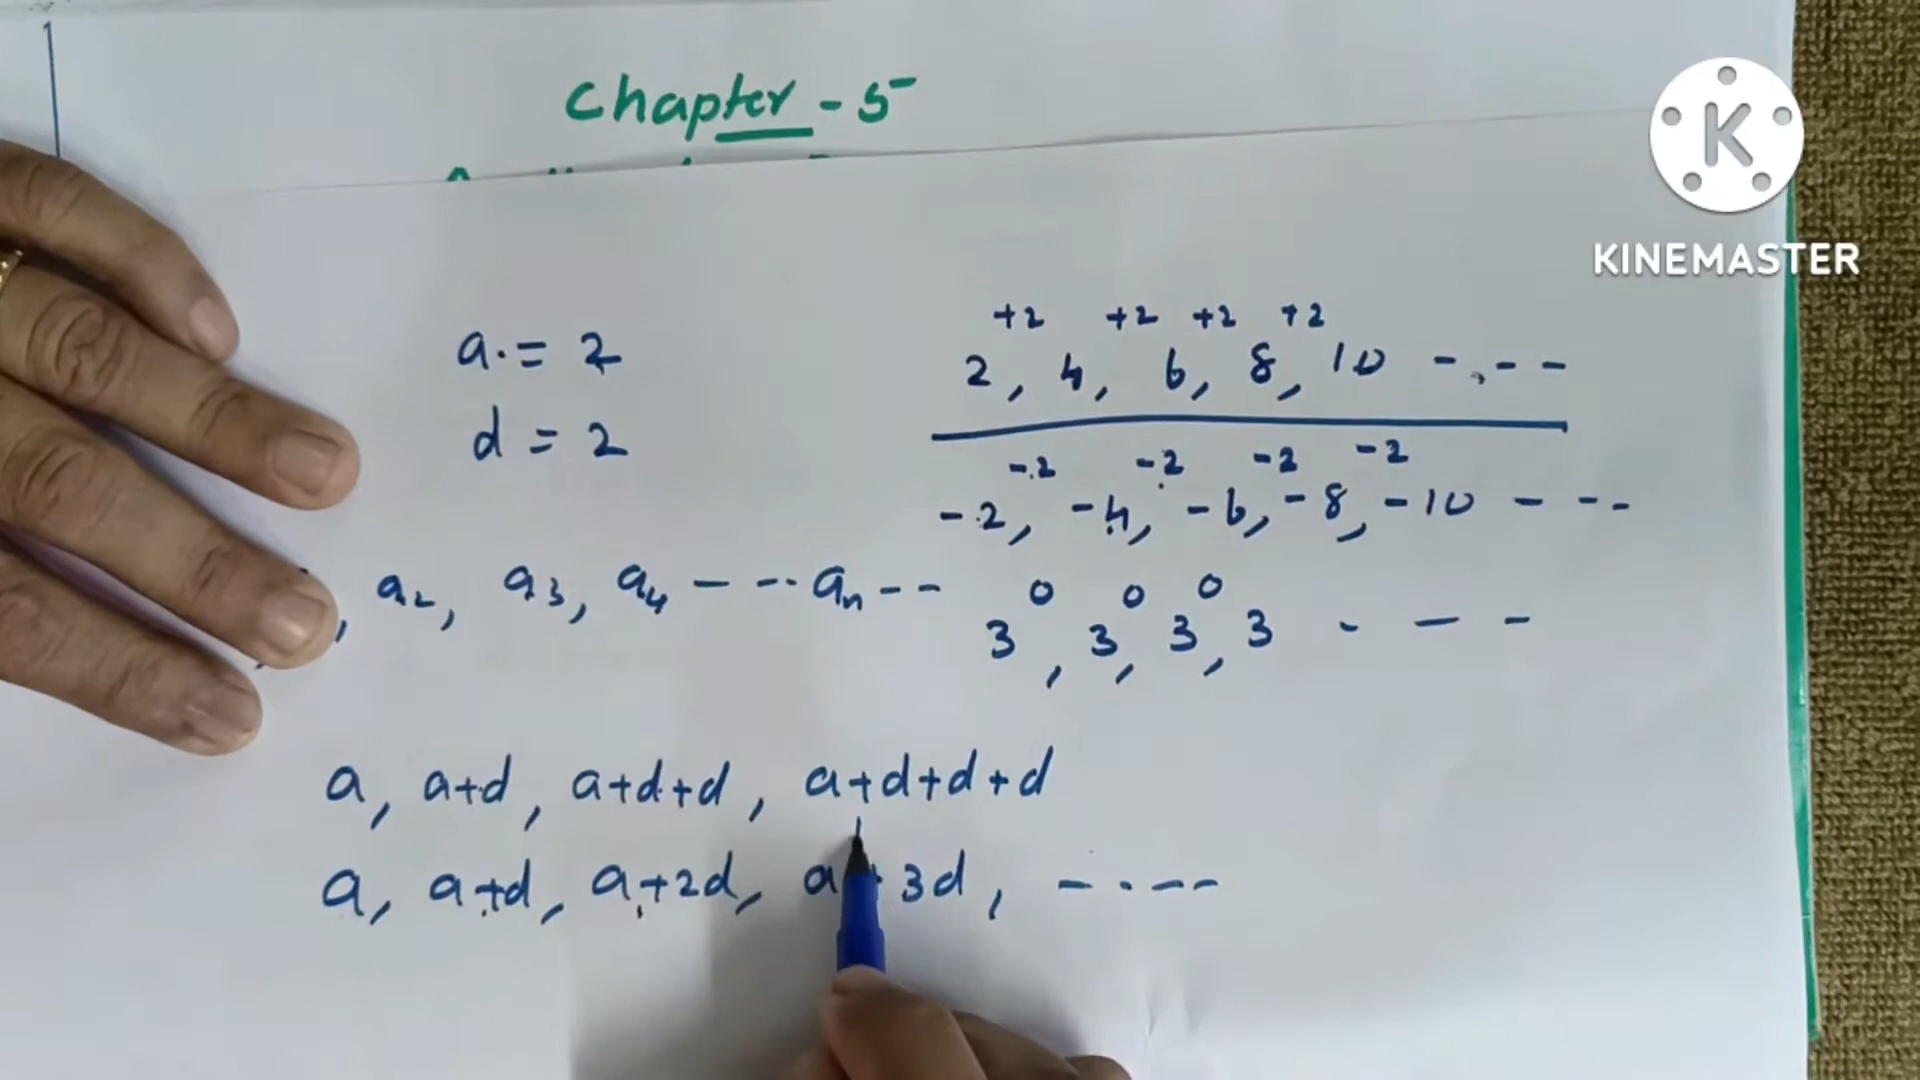 Chapter - 5
K
KINEMASTER
a = 2
d = 2
+2 +2 +2 +2
2, 4, 6, 8, 10 - - -
-2 -2 -2 -2
-2, -4, -6, -8, -10 - - -
, a2, a3, a4 - - - an - -
0 0 0
3, 3, 3, 3 - - -
a, a+d, a+d+d, a+d+d+d
a, a+d, a+2d, a+3d, - - - -